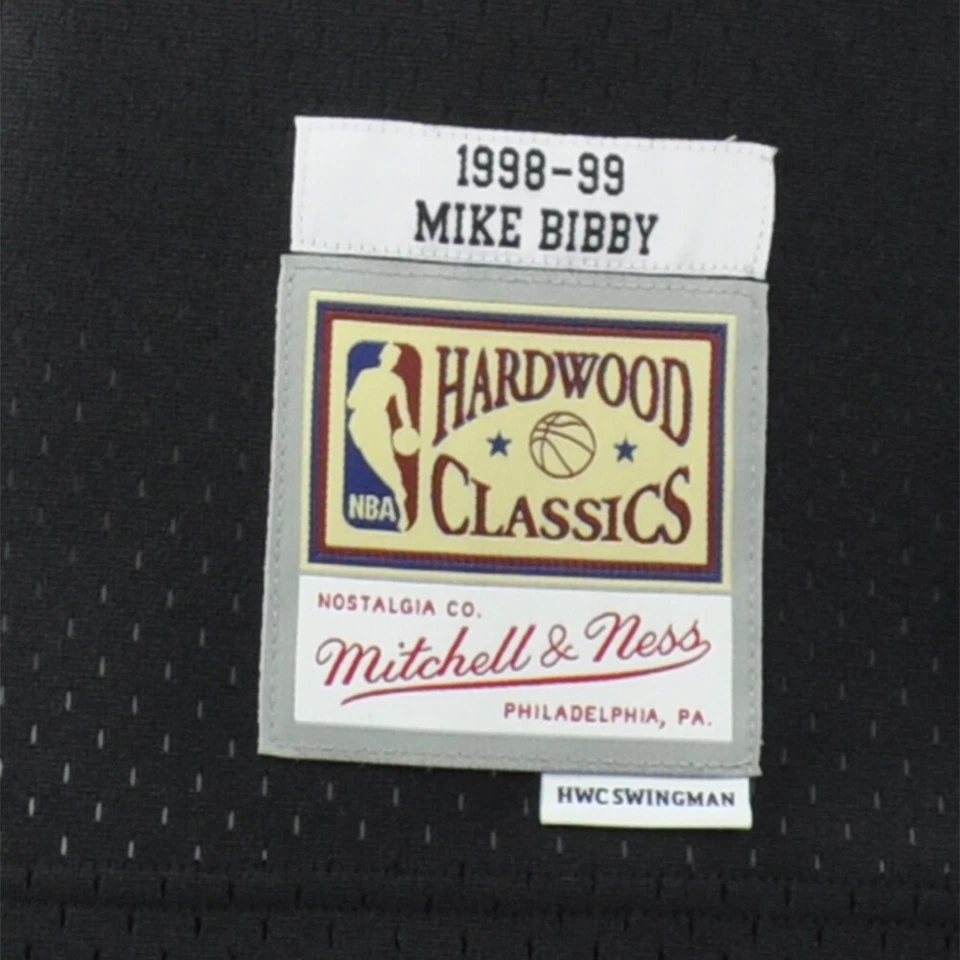 1998-99
MIKE BIBBY
HARDWOOD
CLASSICS
NBA
NOSTALGIA CO.
Mitchell & Ness
PHILADELPHIA, PA.
HWC SWINGMAN